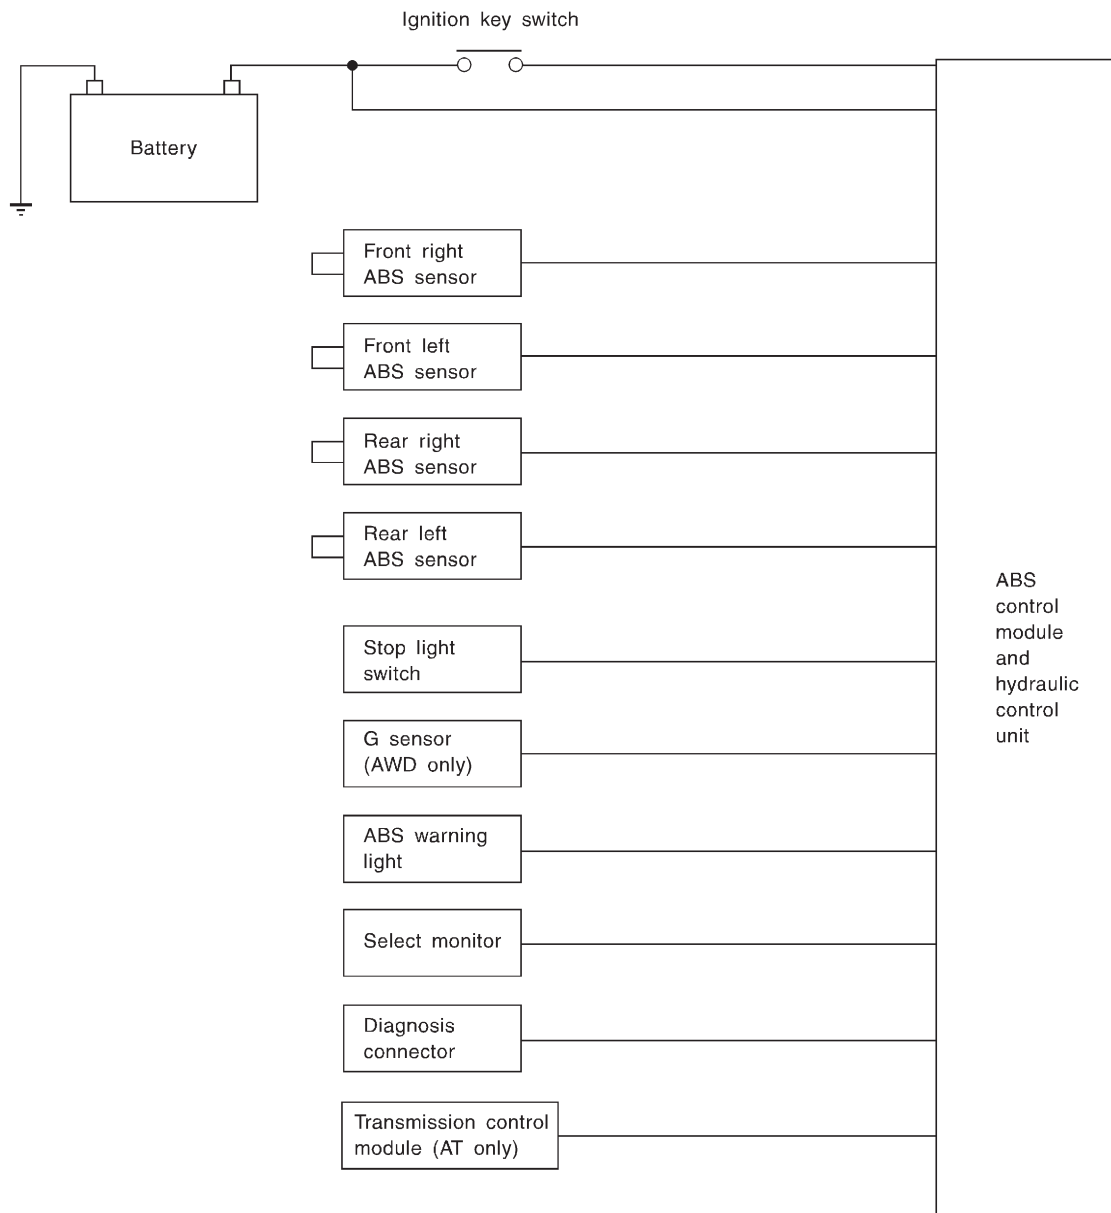 Ignition key switch
Battery
Front right
ABS sensor
Front left
ABS sensor
Rear right
ABS sensor
Rear left
ABS sensor
Stop light
switch
G sensor
(AWD only)
ABS warning
light
Select monitor
Diagnosis
connector
Transmission control
module (AT only)
ABS
control
module
and
hydraulic
control
unit